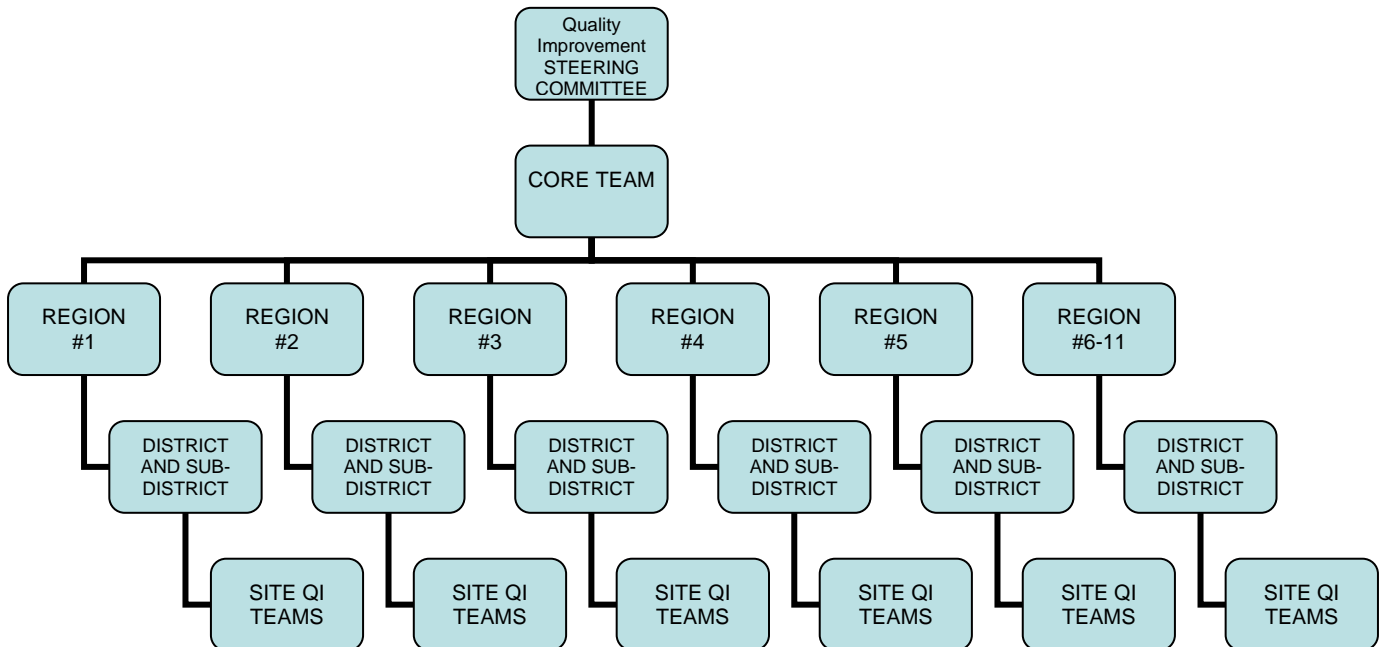 Quality
Improvement
STEERING
COMMITTEE
CORE TEAM
REGION
#1
REGION
#2
REGION
#3
REGION
#4
REGION
#5
REGION
#6-11
DISTRICT
AND SUB-
DISTRICT
DISTRICT
AND SUB-
DISTRICT
DISTRICT
AND SUB-
DISTRICT
DISTRICT
AND SUB-
DISTRICT
DISTRICT
AND SUB-
DISTRICT
DISTRICT
AND SUB-
DISTRICT
SITE QI
TEAMS
SITE QI
TEAMS
SITE QI
TEAMS
SITE QI
TEAMS
SITE QI
TEAMS
SITE QI
TEAMS